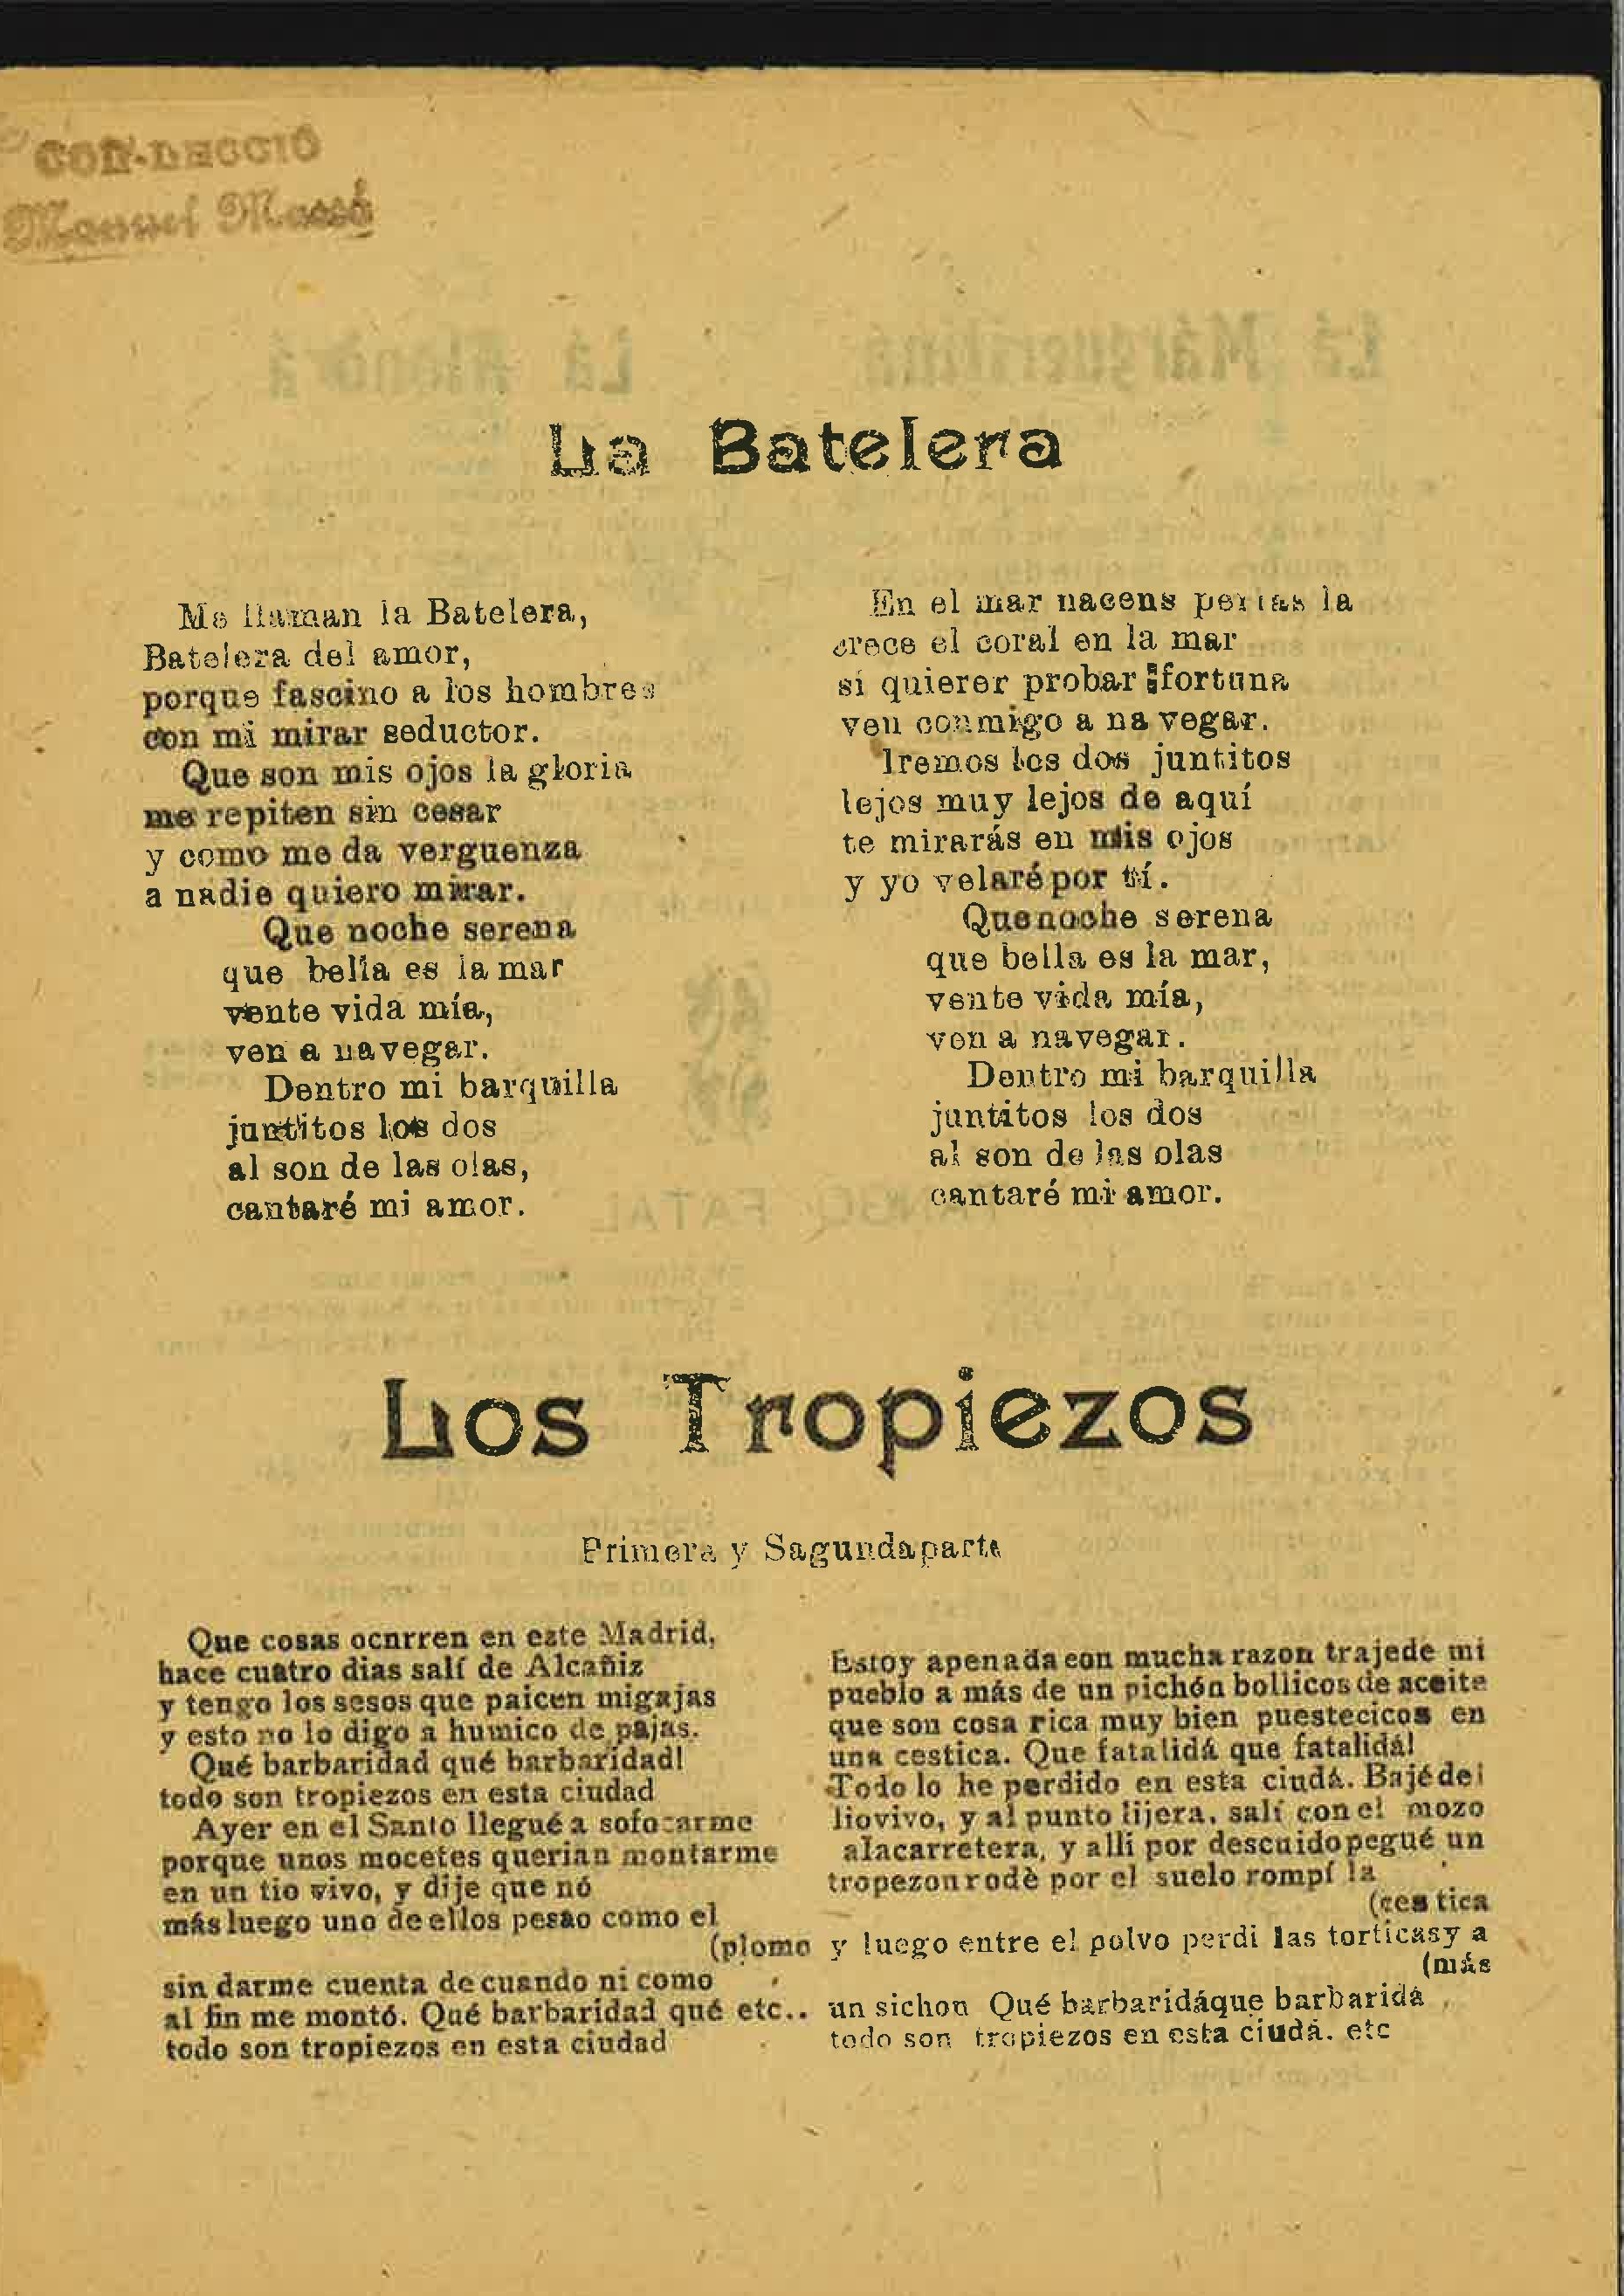 COL·LECCIÓ
Manuel Massó
La Batelera
Me llaman la Batelera,
Batelera del amor,
porque fascino a los hombres
con mi mirar seductor.
Que son mis ojos la gloria
me repiten sin cesar
y como me da verguenza
a nadie quiero mirar.
Que noche serena
que bella es la mar
vente vida mía,
ven a navegar.
Dentro mi barquilla
juntitos los dos
al son de las olas,
cantaré mi amor.
En el mar nacens perlas la
crece el coral en la mar
si quierer probar fortuna
ven conmigo a na vegar.
Iremos los dos juntitos
lejos muy lejos de aquí
te mirarás en mis ojos
y yo velaré por tí.
Que noche serena
que bella es la mar,
vente vida mía,
ven a navegar.
Dentro mi barquilla
juntitos los dos
al son de las olas
cantaré mi amor.
Los Tropiezos
Primera y Sagunda parte
Que cosas ocnrren en ezte Madrid,
hace cuatro dias salí de Alcañiz
y tengo los sesos que paicen migajas
y esto no lo digo a humico de pajas.
Qué barbaridad qué barbaridad!
todo son tropiezos en esta ciudad
Ayer en el Santo llegué a sofocarme
porque unos mocetes querian montarme
en un tio vivo, y dije que nó
más luego uno de ellos pesao como el
(plomo
sin darme cuenta de cuando ni como
al fin me montó. Qué barbaridad qué etc..
todo son tropiezos en esta ciudad
Estoy apenada con mucha razon traje de mi
pueblo a más de un pichón bollicos de aceite
que son cosa rica muy bien puestecicos en
una cestica. Que fatalidá que fatalidá!
Todo lo he perdido en esta ciudá. Bajé del
tiovivo, y al punto lijera, salí con el mozo
a la carretera, y alli por descuido pegué un
tropezon rodè por el suelo rompí la
(ces tica
y luego entre el polvo perdi las torticas y a
(más
un sichon Qué barbaridáque barbaridá
todo son tropiezos en esta ciudá. etc